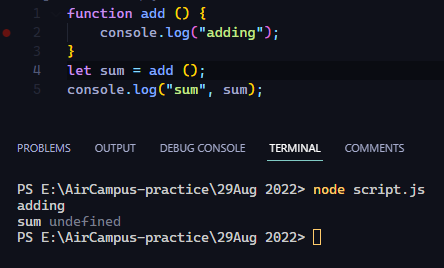 1 function add () {
2 console.log("adding");
3 }
4 let sum = add ();
5 console.log("sum", sum);
PROBLEMS OUTPUT DEBUG CONSOLE TERMINAL COMMENTS
PS E:\AirCampus-practice\29Aug 2022> node script.js
adding
sum undefined
PS E:\AirCampus-practice\29Aug 2022>